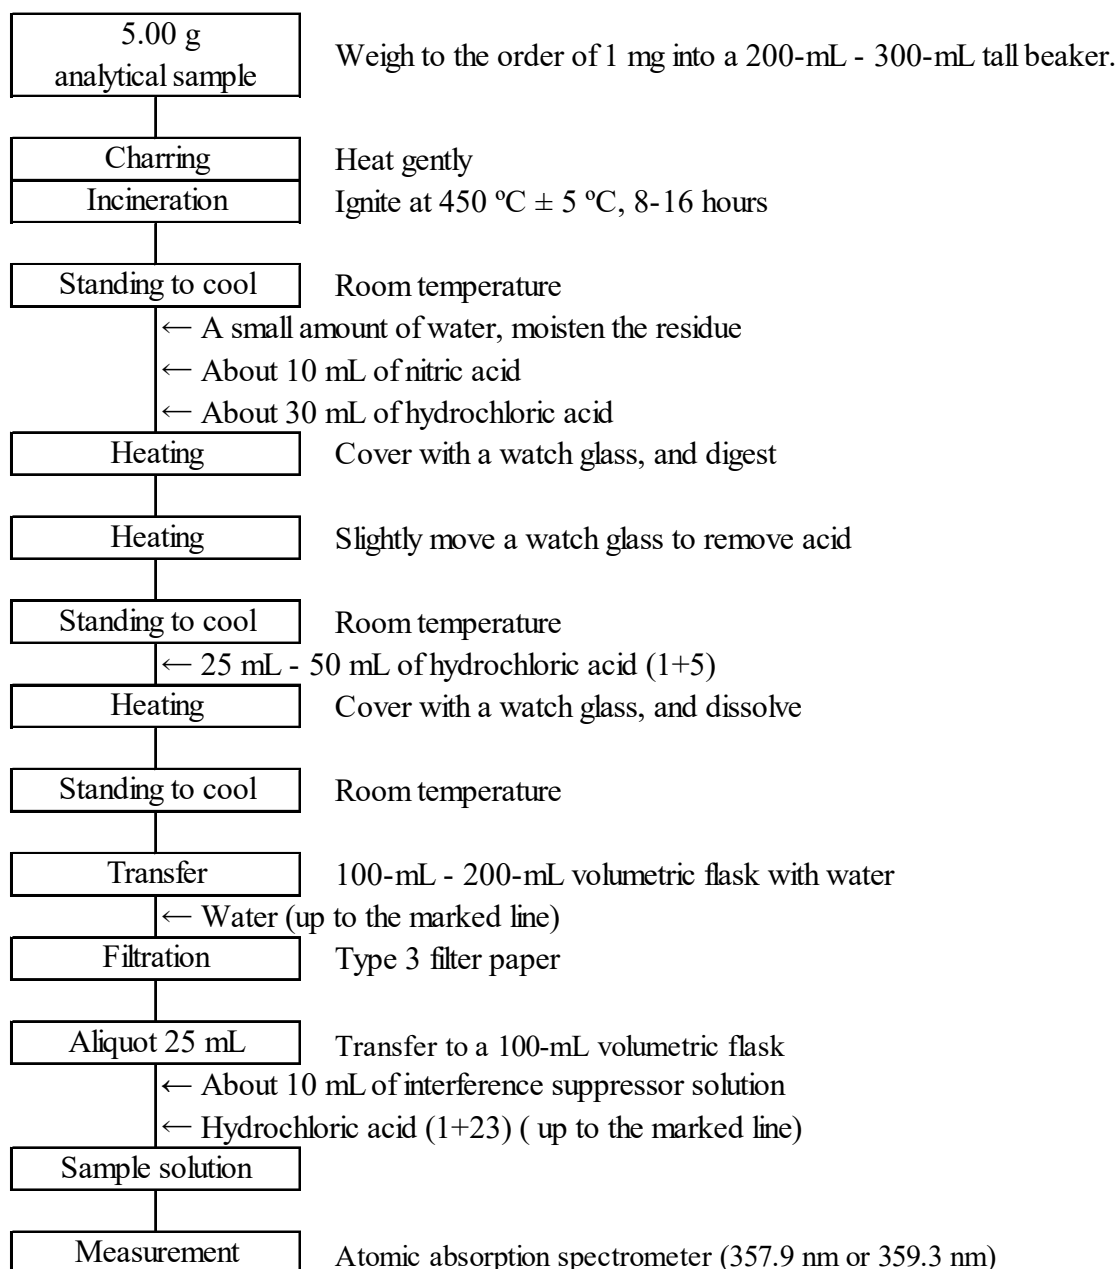 5.00 g
analytical sample
Weigh to the order of 1 mg into a 200-mL - 300-mL tall beaker.
Charring
Heat gently
Incineration
Ignite at 450 ºC ± 5 ºC, 8-16 hours
Standing to cool
Room temperature
← A small amount of water, moisten the residue
← About 10 mL of nitric acid
← About 30 mL of hydrochloric acid
Heating
Cover with a watch glass, and digest
Heating
Slightly move a watch glass to remove acid
Standing to cool
Room temperature
← 25 mL - 50 mL of hydrochloric acid (1+5)
Heating
Cover with a watch glass, and dissolve
Standing to cool
Room temperature
Transfer
100-mL - 200-mL volumetric flask with water
← Water (up to the marked line)
Filtration
Type 3 filter paper
Aliquot 25 mL
Transfer to a 100-mL volumetric flask
← About 10 mL of interference suppressor solution
← Hydrochloric acid (1+23) ( up to the marked line)
Sample solution
Measurement
Atomic absorption spectrometer (357.9 nm or 359.3 nm)